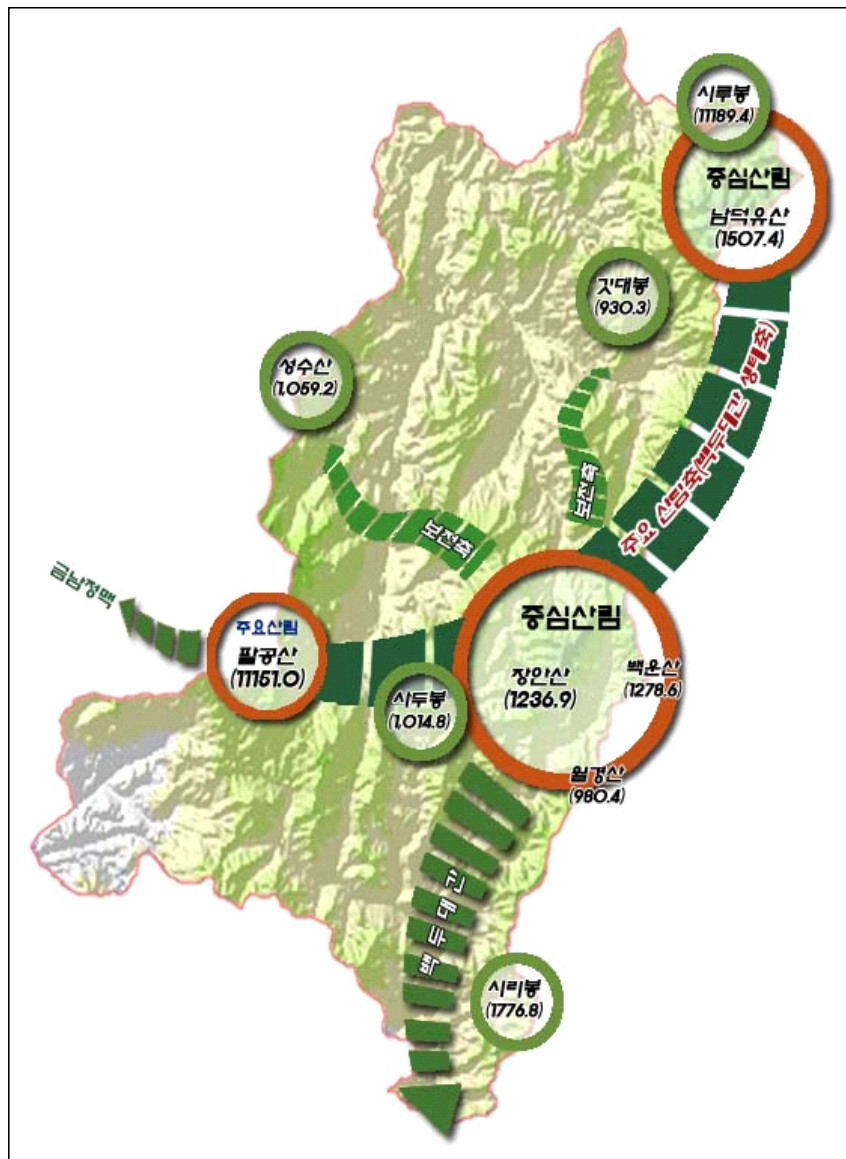 시루봉
(11189.4)
중심산림
남덕유산
(1507.4)
깃대봉
(930.3)
성수산
(1,059.2)
주요 산림축(백두대간 생태축)
보전축
보전축
금남정맥
주요산림
팔공산
(11151.0)
중심산림
장안산
(1236.9)
백운산
(1278.6)
사두봉
(1,014.8)
월경산
(980.4)
백두대간
시리봉
(1776.8)